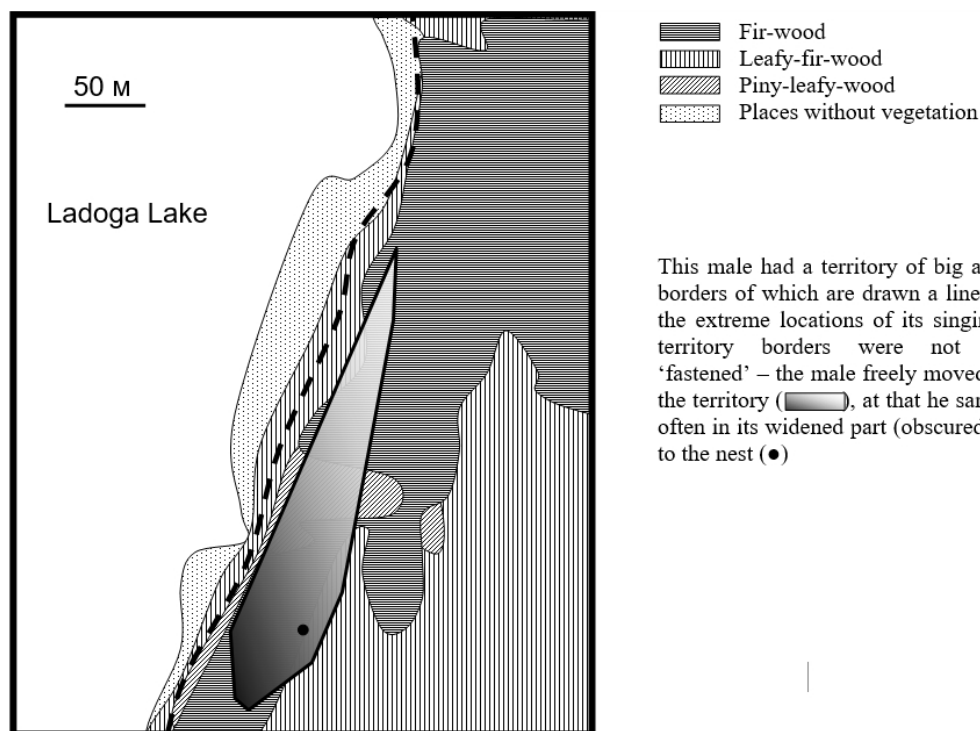 50 м
Ladoga Lake
Fir-wood
Leafy-fir-wood
Piny-leafy-wood
Places without vegetation
This male had a territory of big a
borders of which are drawn a line
the extreme locations of its singin
territory borders were not
‘fastened’ – the male freely moved
the territory ( ), at that he sar
often in its widened part (obscured
to the nest (●)